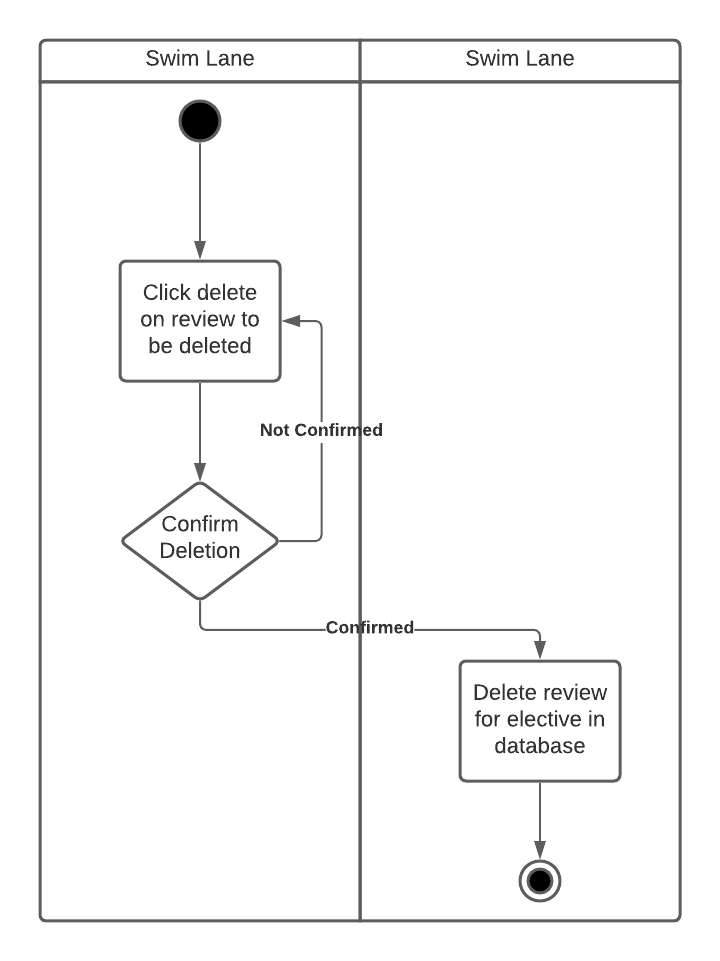 Swim Lane
Swim Lane
Click delete
on review to
be deleted
Not Confirmed
Confirm
Deletion
Confirmed
Delete review
for elective in
database